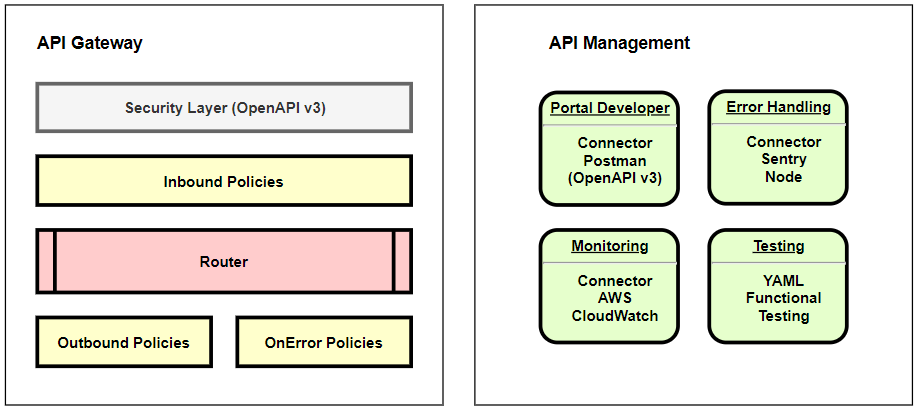 API Gateway
Security Layer (OpenAPI v3)
Inbound Policies
Router
Outbound Policies
OnError Policies
API Management
Portal Developer
Connector
Postman
(OpenAPI v3)
Error Handling
Connector
Sentry
Node
Monitoring
Connector
AWS
CloudWatch
Testing
YAML
Functional
Testing